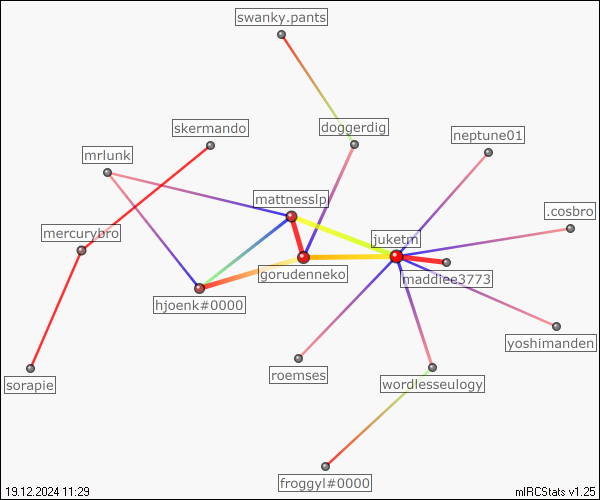 swanky.pants
skermando
doggerdig
neptune01
mrlunk
mattnesslp
.cosbro
mercurybro
juketm
gorudenneko
maddiee3773
hjoenk#0000
yoshimanden
sorapie
roemses
wordlesseulogy
froggyl#0000
19.12.2024 11:29
mIRCStats v1.25